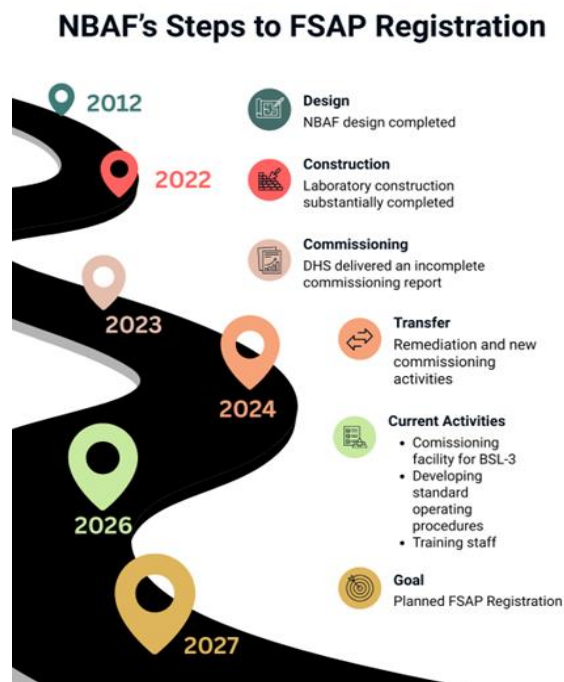 NBAF's Steps to FSAP Registration
2012
Design
NBAF design completed
2022
Construction
Laboratory construction
substantially completed
2023
Commissioning
DHS delivered an incomplete
commissioning report
2024
Transfer
Remediation and new
commissioning
activities
2026
Current Activities
• Comissioning
facility for BSL-3
• Developing
standard
operating
procedures
• Training staff
2027
Goal
Planned FSAP Registration